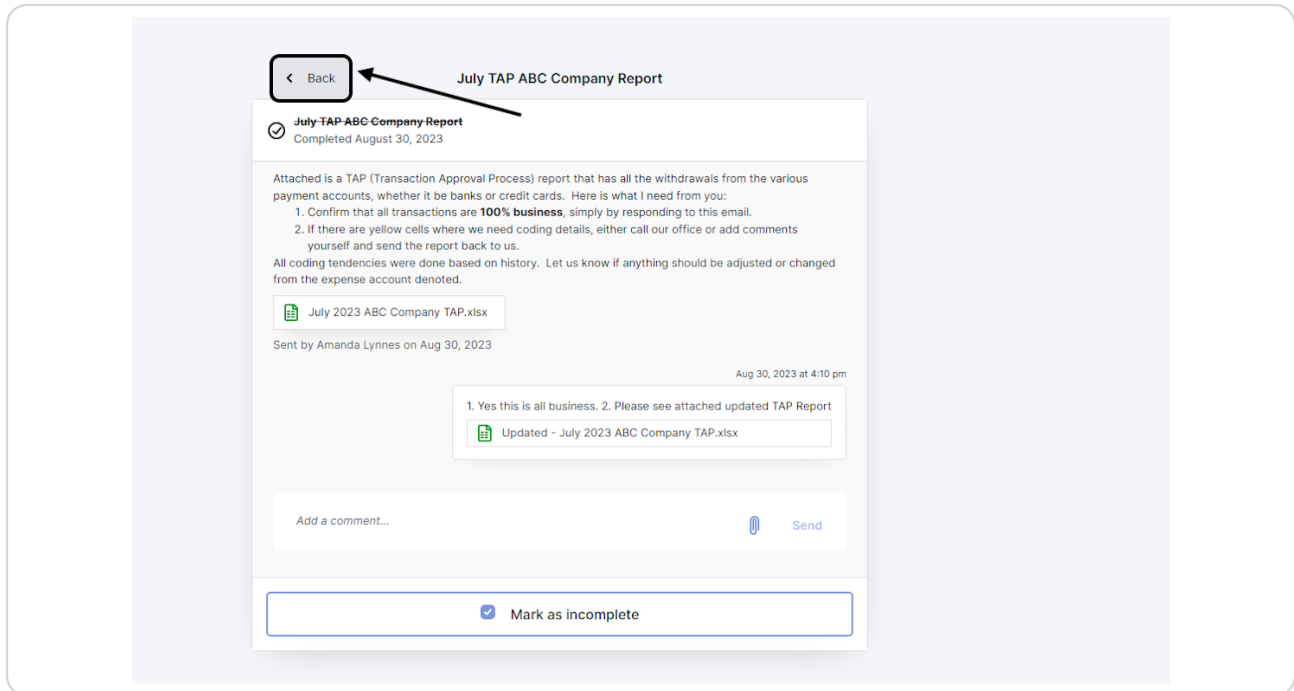 Back
July TAP ABC Company Report
July TAP ABC Company Report
Completed August 30, 2023
Attached is a TAP (Transaction Approval Process) report that has all the withdrawals from the various
payment accounts, whether it be banks or credit cards.  Here is what I need from you:
1. Confirm that all transactions are 100% business, simply by responding to this email.
2. If there are yellow cells where we need coding details, either call our office or add comments
yourself and send the report back to us.
All coding tendencies were done based on history.  Let us know if anything should be adjusted or changed
from the expense account denoted.
July 2023 ABC Company TAP.xlsx
Sent by Amanda Lynnes on Aug 30, 2023
Aug 30, 2023 at 4:10 pm
1. Yes this is all business. 2. Please see attached updated TAP Report
Updated - July 2023 ABC Company TAP.xlsx
Add a comment...
Send
Mark as incomplete